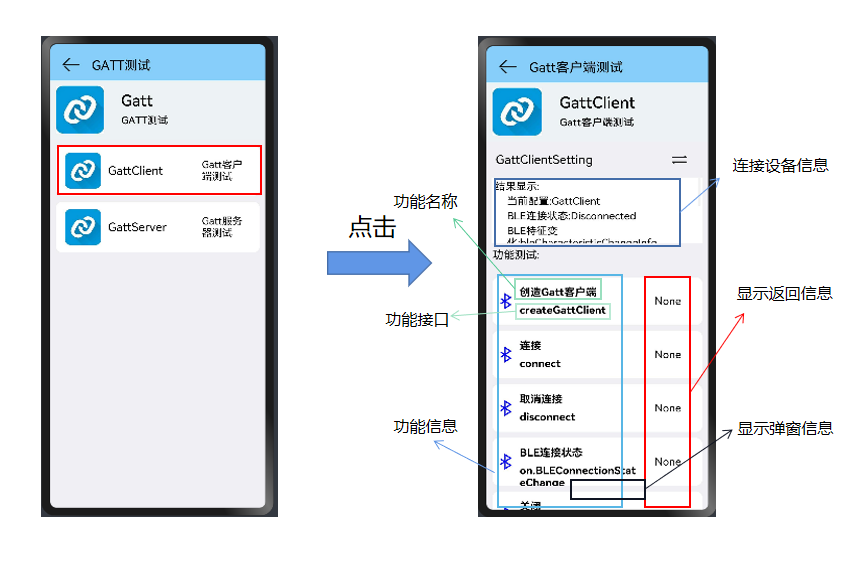 GATT测试
Gatt
GATT测试
GattClient
Gatt客户
端测试
GattServer
Gatt服务
器测试
点击
Gatt客户端测试
GattClient
Gatt客户端测试
GattClientSetting
结果显示:
当前配置:GattClient
BLE连接状态:Disconnected
BLE特征变
化:bleCharacteristicChangeInfo
功能测试:
创造Gatt客户端
createGattClient
None
连接
connect
None
取消连接
disconnect
None
BLE连接状态
on.BLEConnectionStat
eChange
None
关闭
功能名称
功能接口
功能信息
连接设备信息
显示返回信息
显示弹窗信息